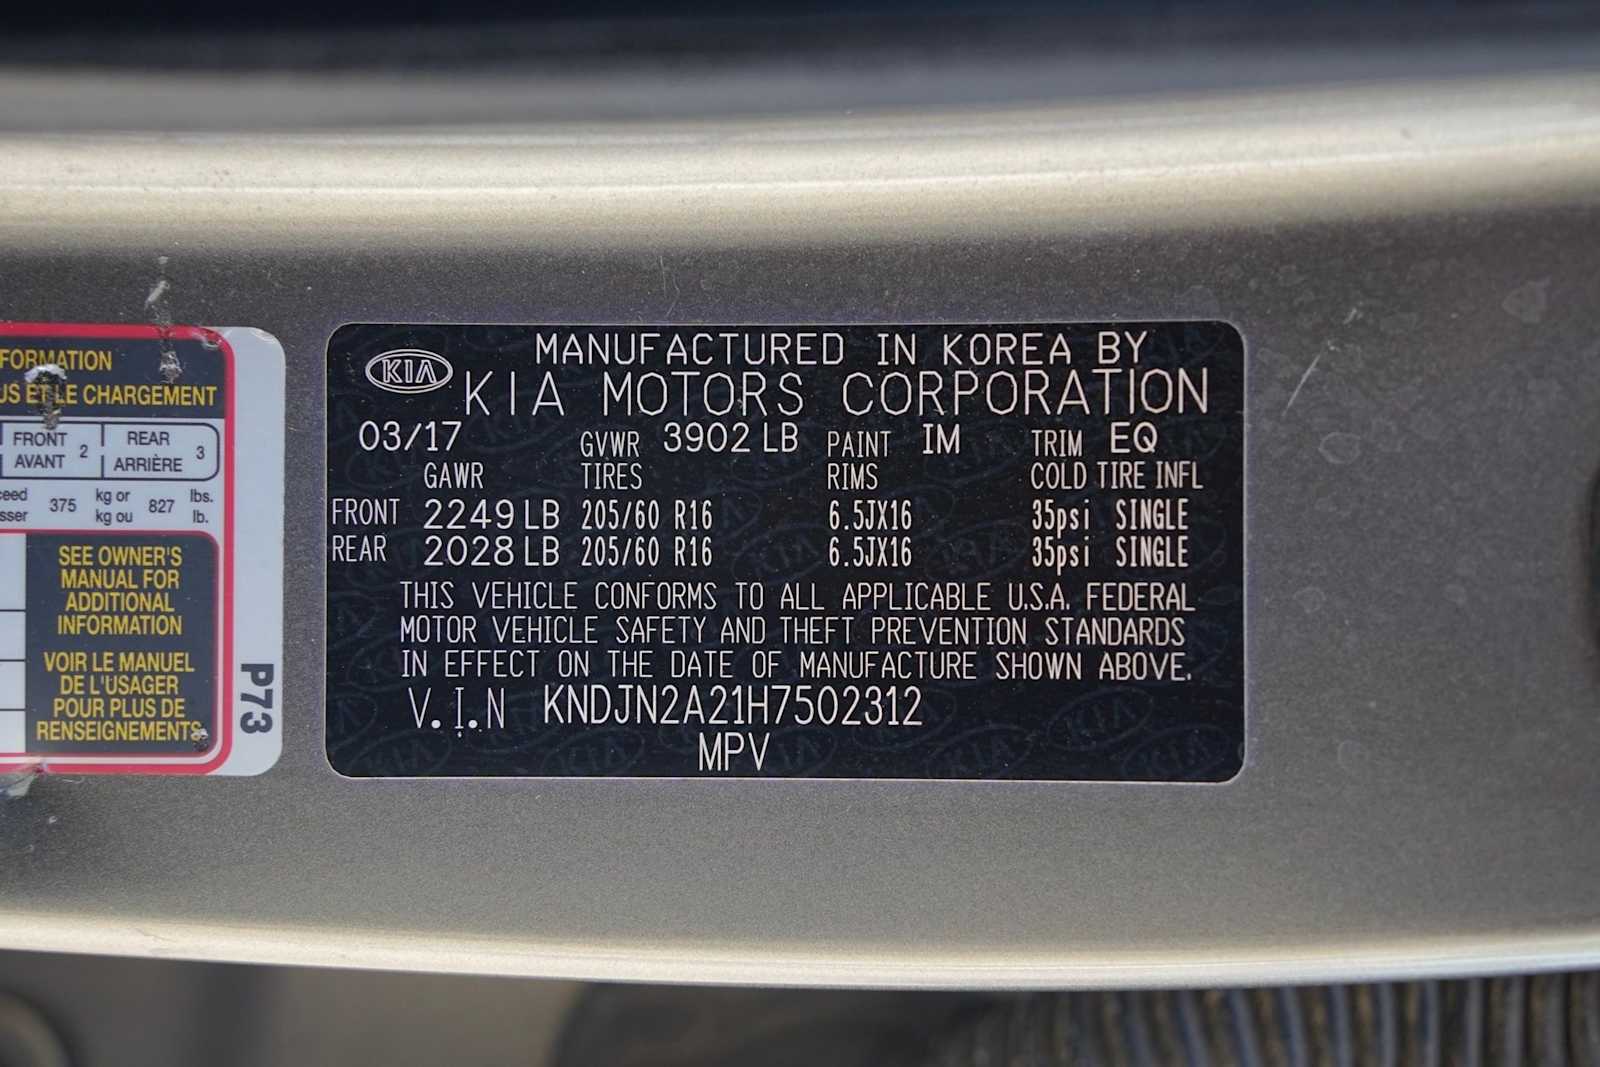 FORMATION
US ET LE CHARGEMENT
FRONT AVANT 2 REAR ARRIÈRE 3
375 kg or kg ou 827 lbs. lb.
SEE OWNER'S
MANUAL FOR
ADDITIONAL
INFORMATION
VOIR LE MANUEL
DE L'USAGER
POUR PLUS DE
RENSEIGNEMENTS
P73
KIA
MANUFACTURED IN KOREA BY
KIA MOTORS CORPORATION
03/17 GVWR 3902 LB PAINT IM TRIM EQ
GAWR TIRES RIMS COLD TIRE INFL
FRONT 2249 LB 205/60 R16 6.5JX16 35psi SINGLE
REAR 2028 LB 205/60 R16 6.5JX16 35psi SINGLE
THIS VEHICLE CONFORMS TO ALL APPLICABLE U.S.A. FEDERAL
MOTOR VEHICLE SAFETY AND THEFT PREVENTION STANDARDS
IN EFFECT ON THE DATE OF MANUFACTURE SHOWN ABOVE.
V.I.N KNDJN2A21H7502312
MPV